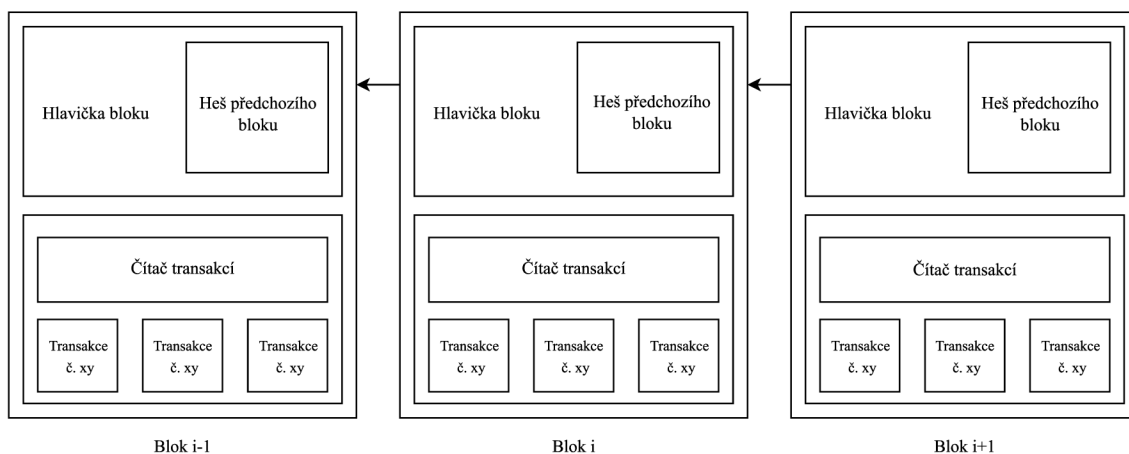 Hlavička bloku
Heš předchozího
bloku
Čítač transakcí
Transakce
č. xy
Transakce
č. xy
Transakce
č. xy
Blok i-1
Hlavička bloku
Heš předchozího
bloku
Čítač transakcí
Transakce
č. xy
Transakce
č. xy
Transakce
č. xy
Blok i
Hlavička bloku
Heš předchozího
bloku
Čítač transakcí
Transakce
č. xy
Transakce
č. xy
Transakce
č. xy
Blok i+1